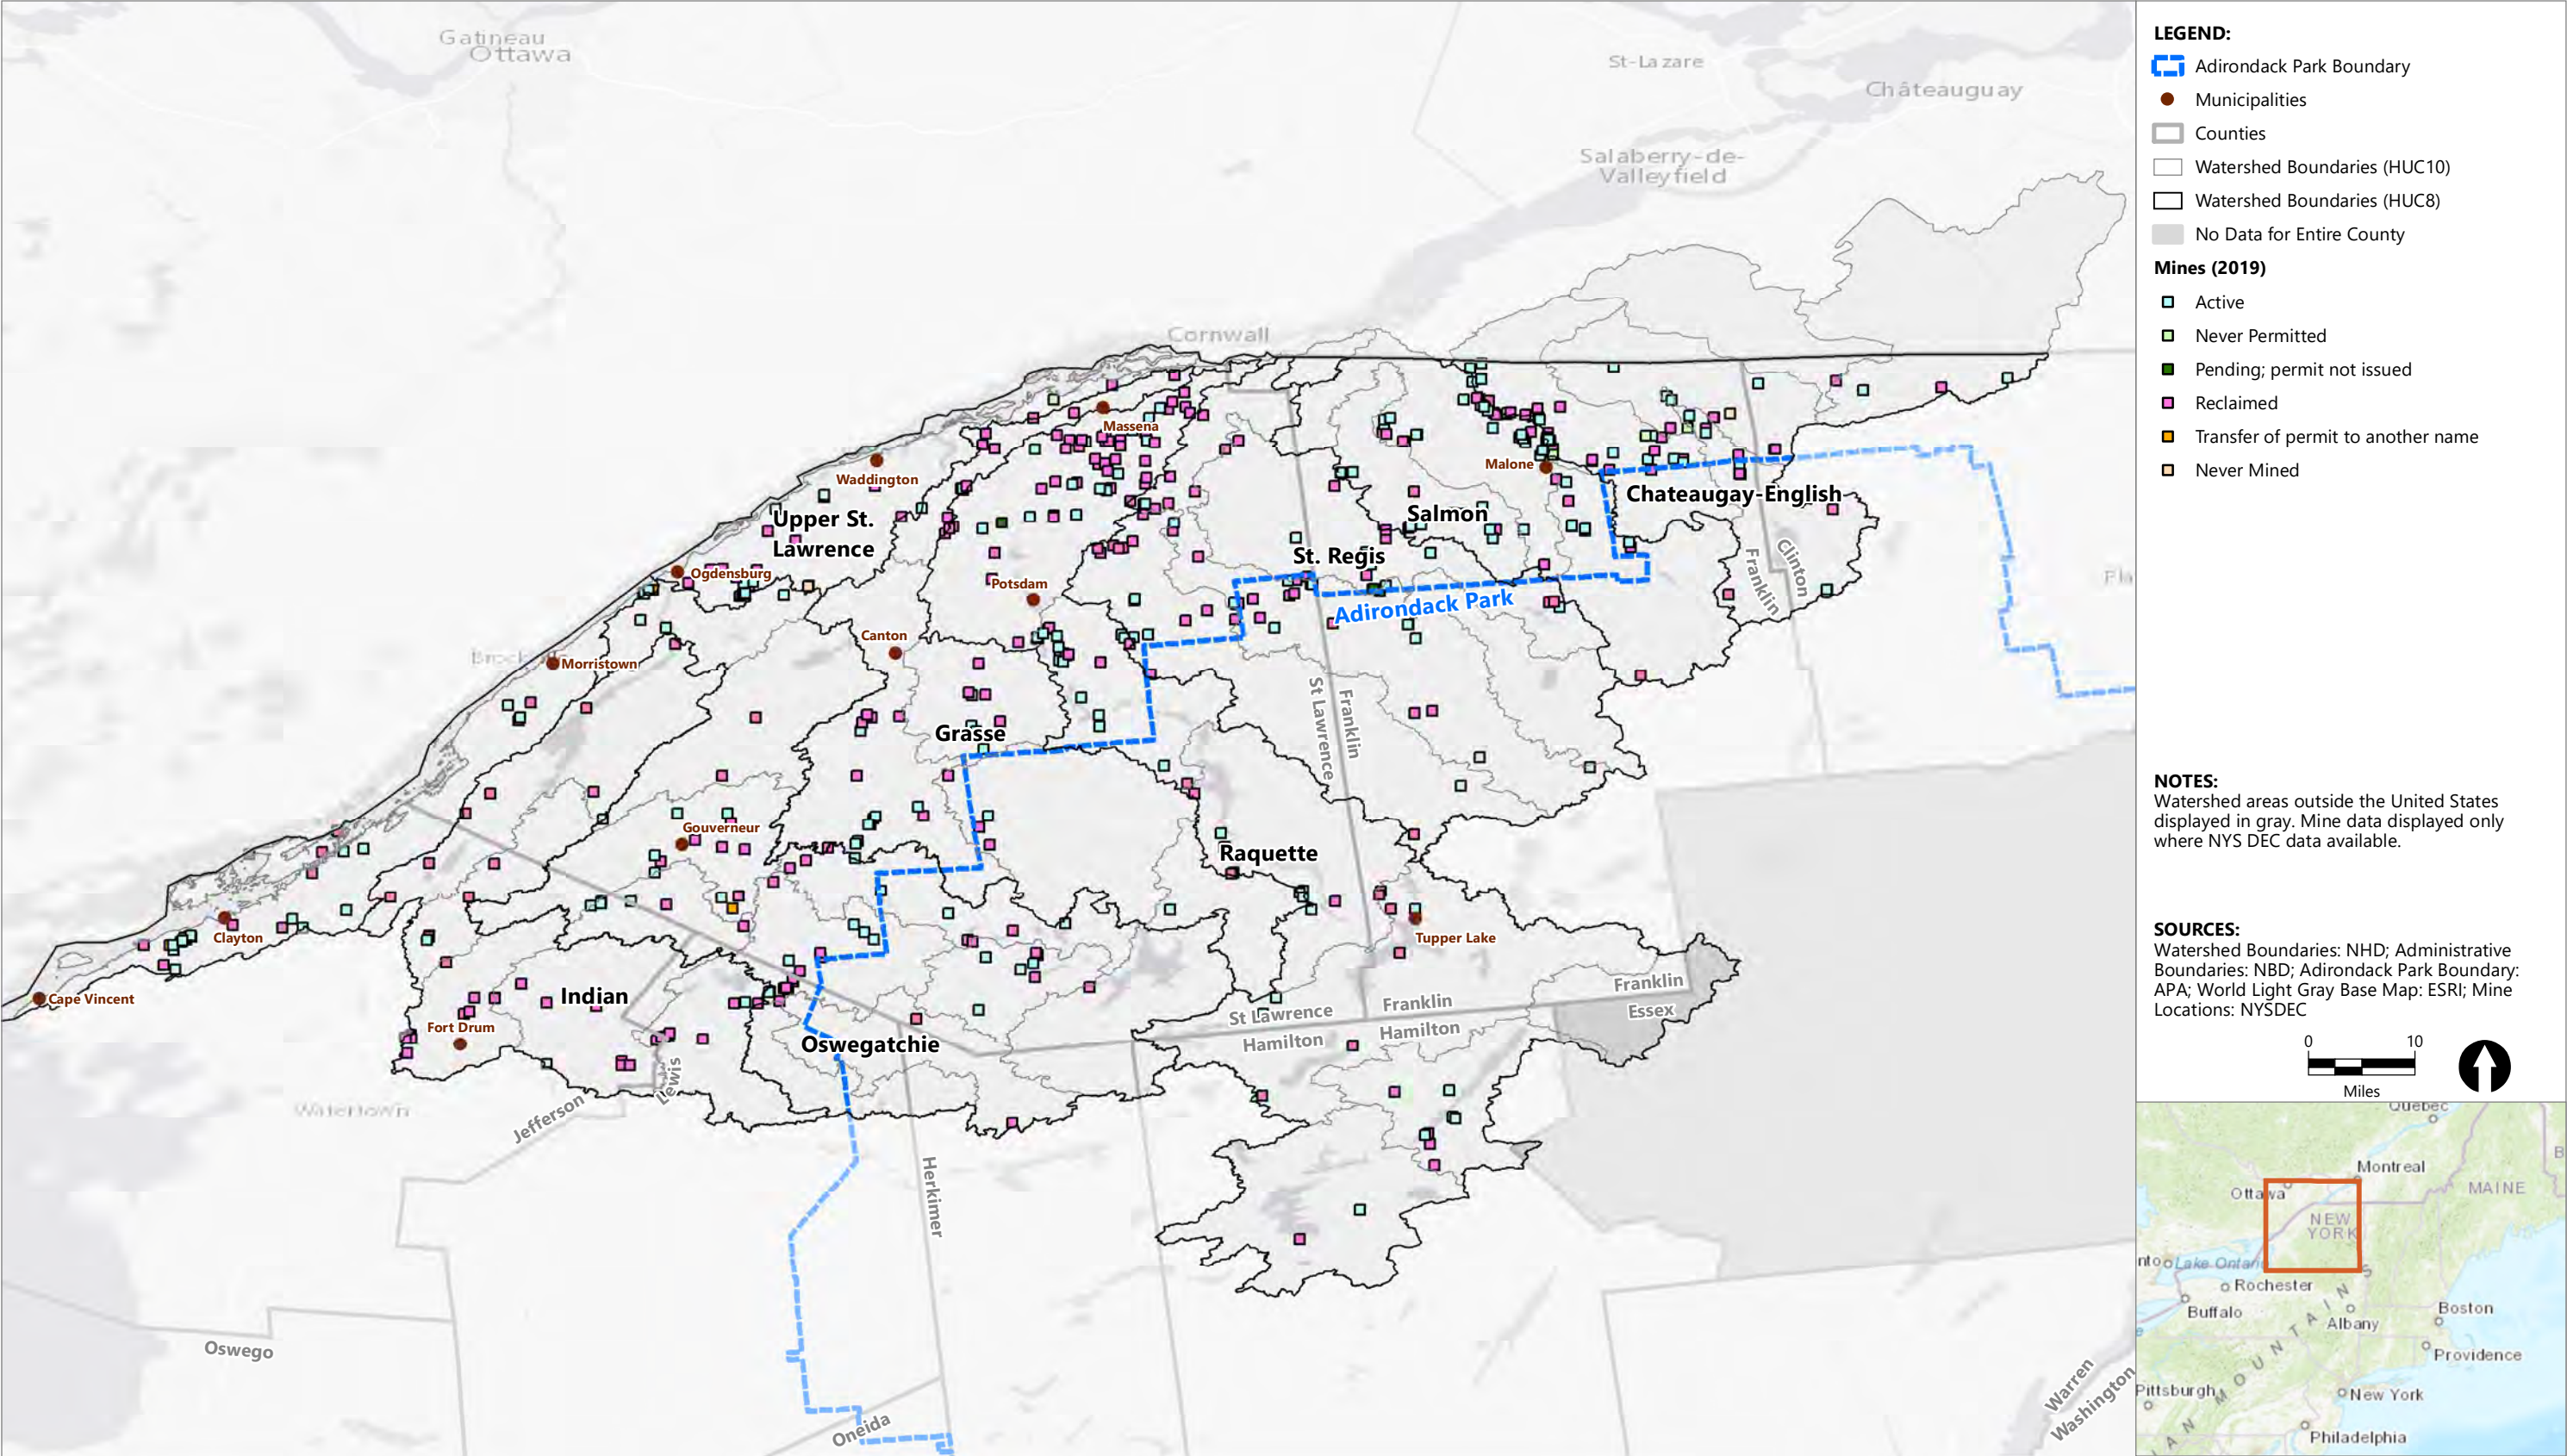 Gatineau
Ottawa
St-Lazare
Châteauguay
Salaberry-de-
Valleyfield
Cornwall
Massena
Waddington
Malone
Chateaugay-English
Upper St.
Lawrence
Salmon
St. Regis
Ogdensburg
Potsdam
Adirondack Park
Franklin
Clinton
Canton
Morristown
St Lawrence
Franklin
Grasse
Gouverneur
Raquette
Clayton
Tupper Lake
Cape Vincent
Indian
Fort Drum
Oswegatchie
St Lawrence
Hamilton
Franklin
Hamilton
Franklin
Essex
Lewis
Jefferson
Watertown
Herkimer
Oswego
Oneida
Warren
Washington
LEGEND:
Adirondack Park Boundary
Municipalities
Counties
Watershed Boundaries (HUC10)
Watershed Boundaries (HUC8)
No Data for Entire County
Mines (2019)
Active
Never Permitted
Pending; permit not issued
Reclaimed
Transfer of permit to another name
Never Mined
NOTES:
Watershed areas outside the United States
displayed in gray. Mine data displayed only
where NYS DEC data available.
SOURCES:
Watershed Boundaries: NHD; Administrative
Boundaries: NBD; Adirondack Park Boundary:
APA; World Light Gray Base Map: ESRI; Mine
Locations: NYSDEC
0 10
Miles
Quebec
Montreal
Ottawa
MAINE
NEW
YORK
Lake Ontario
Rochester
Buffalo
Albany
Boston
Providence
Pittsburgh
New York
Philadelphia
MOUNTAINS